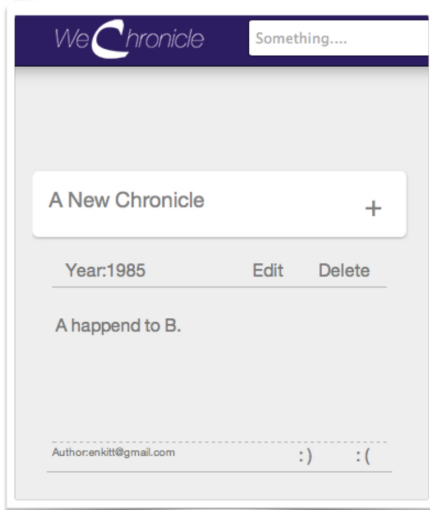 WeChronicle
Something....
A New Chronicle
+
Year:1985 Edit Delete
A happend to B.
Author:enkitt@gmail.com :) :(